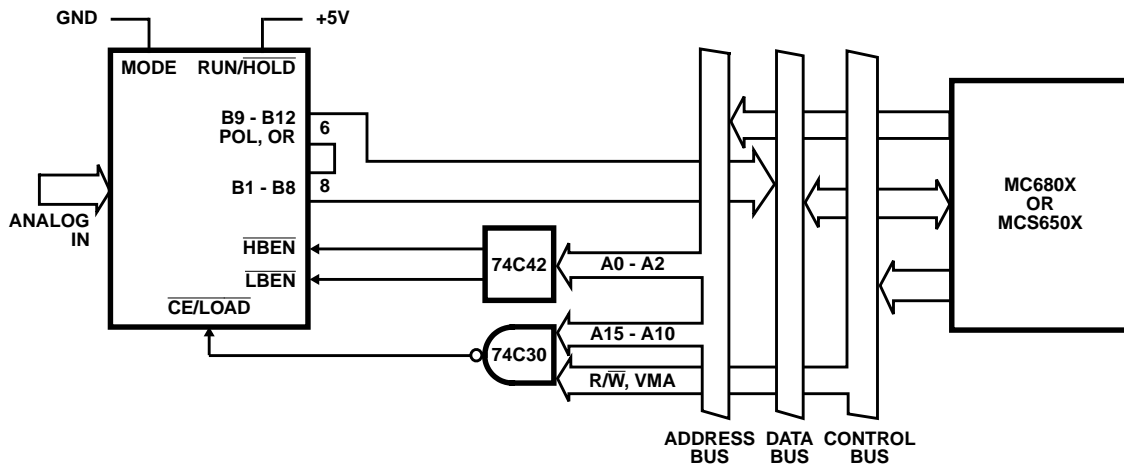 GND
+5V
MODE
RUN/HOLD
B9 - B12
POL, OR
6
B1 - B8
8
ANALOG
IN
HBEN
LBEN
CE/LOAD
74C42
A0 - A2
74C30
A15 - A10
R/W, VMA
MC680X
OR
MCS650X
ADDRESS
BUS
DATA
BUS
CONTROL
BUS